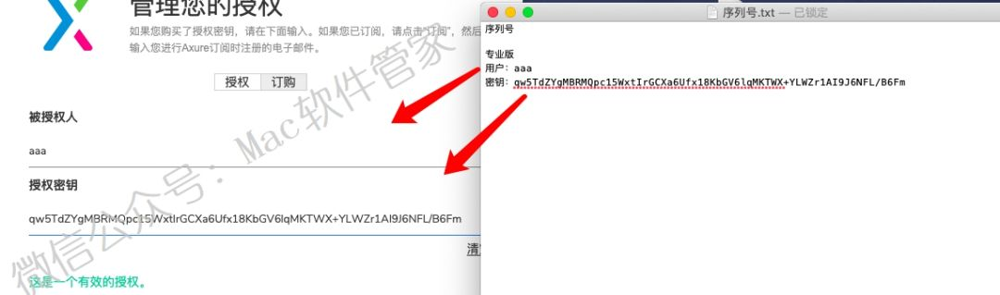 管理您的授权
如果您购买了授权密钥，请在下面输入。如果您已订阅，请点击“订阅”，然后
输入您进行Axure订阅时注册的电子邮件。
授权 订购
被授权人
aaa
授权密钥
qw5TdZYgMBRMQpc15WxtIrGCXa6Ufx18KbGV6lqMKTWX+YLWZr1AI9J6NFL/B6Fm
这是一个有效的授权。
微信公众号：Mac软件管家
序列号.txt — 已锁定
序列号
专业版
用户：aaa
密钥：qw5TdZYgMBRMQpc15WxtIrGCXa6Ufx18KbGV6lqMKTWX+YLWZr1AI9J6NFL/B6Fm